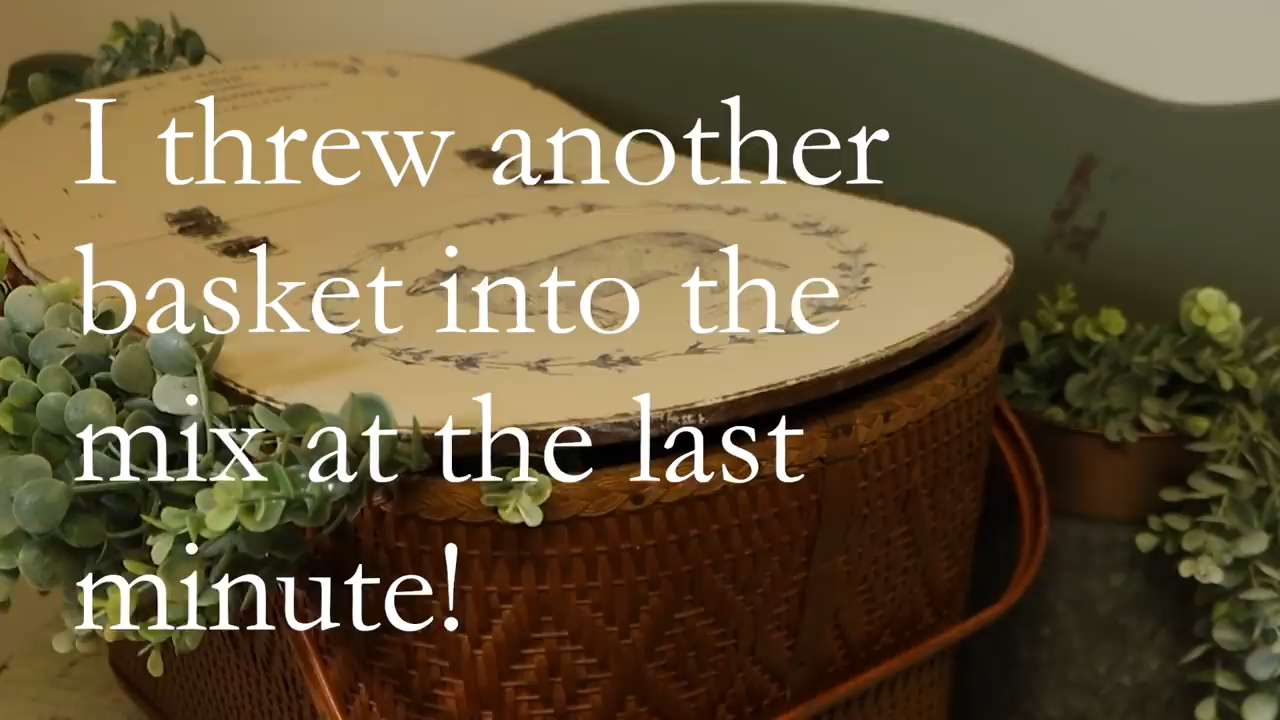 I threw another
basket into the
mix at the last
minute!